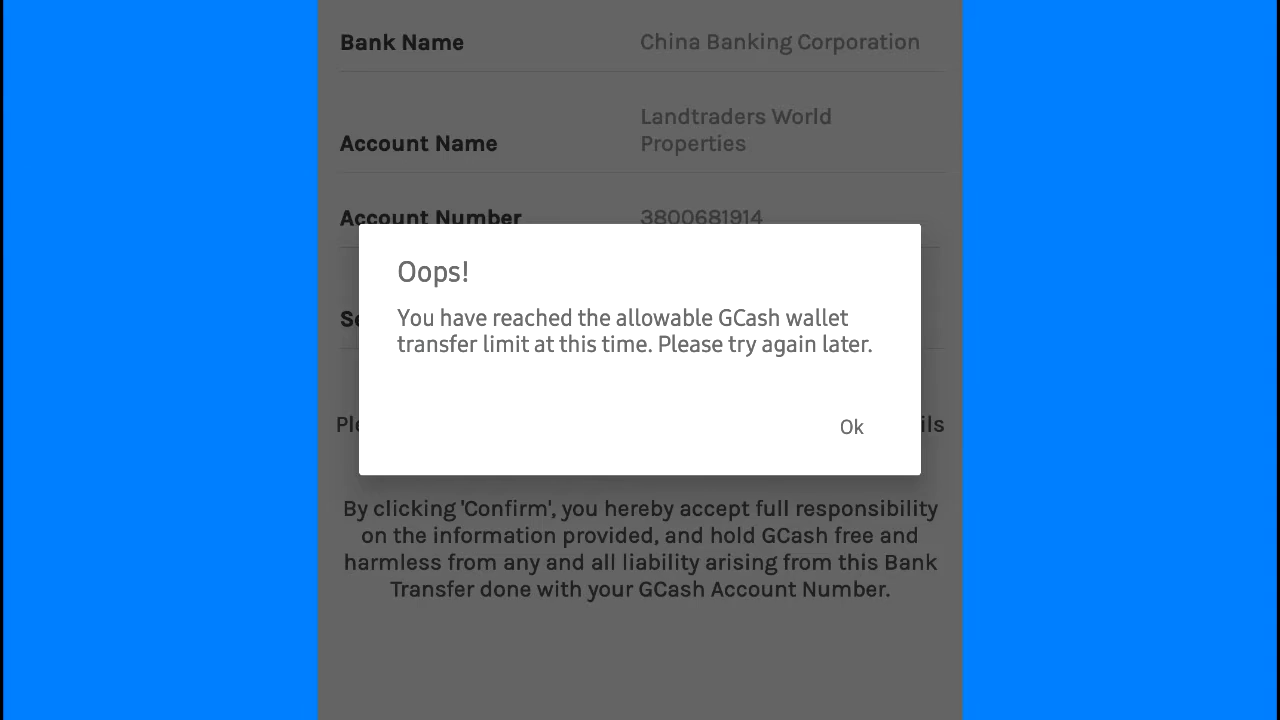 Bank Name China Banking Corporation
Landtraders World
Account Name Properties
Account Number 3800681914
Oops!
You have reached the allowable GCash wallet
transfer limit at this time. Please try again later.
Ok
By clicking 'Confirm', you hereby accept full responsibility
on the information provided, and hold GCash free and
harmless from any and all liability arising from this Bank
Transfer done with your GCash Account Number.